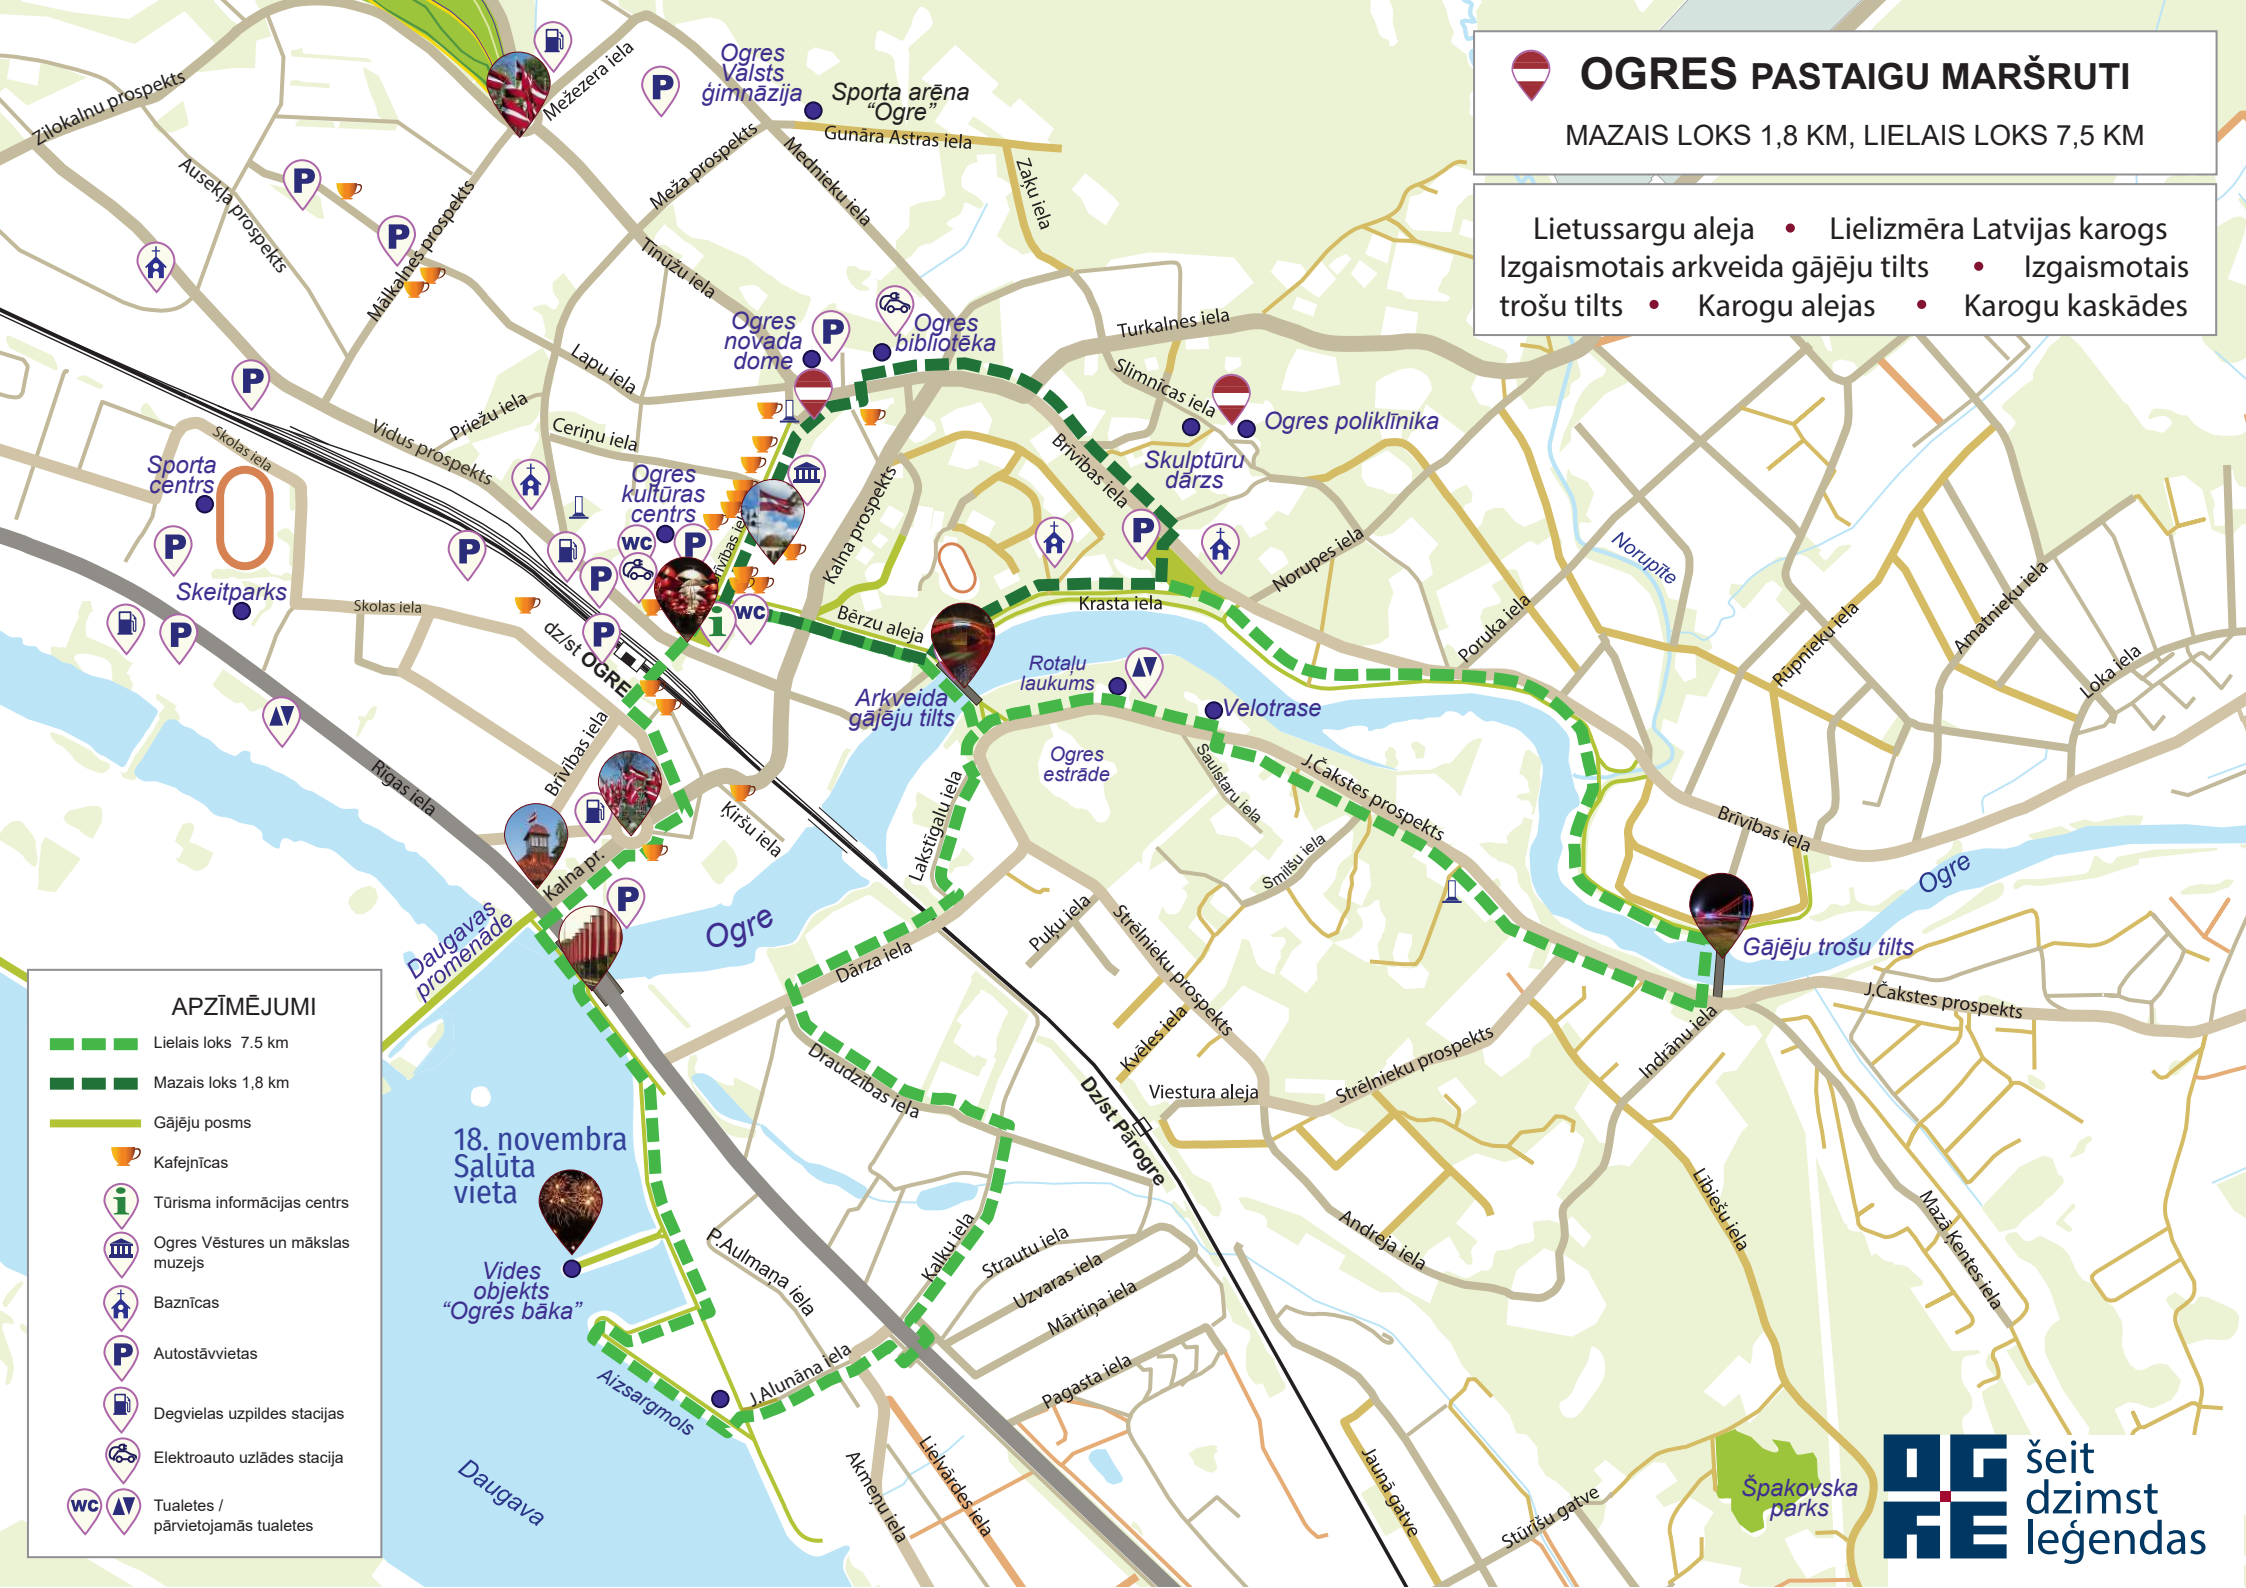 OGRES PASTAIGU MARŠRUTI
MAZAIS LOKS 1,8 KM, LIELAIS LOKS 7,5 KM
Lietussargu aleja • Lielizmēra Latvijas karogs
Izgaismotais arkveida gājēju tilts • Izgaismotais
trošu tilts • Karogu alejas • Karogu kaskādes
Zilokalnu prospekts
Mežezera iela
Ogres
Valsts
ģimnāzija
Sporta arēna
“Ogre”
Gunāra Astras iela
Meža prospekts
Mednieku iela
Zaķu iela
Ausekļa prospekts
Mālkalnes prospekts
Tīnūžu iela
Ogres
novada
dome
Ogres
bibliotēka
Turkalnes iela
Slimnīcas iela
Ogres poliklīnika
Skulptūru
dārzs
Lapu iela
Priežu iela
Ceriņu iela
Vidus prospekts
Skolas iela
Sporta
centrs
Ogres
kultūras
centrs
Brīvības iela
Kalna prospekts
Brīvības iela
Norupes iela
Norupīte
Skeitparks
Skolas iela
dz/st OGRE
Bērzu aleja
Krasta iela
Poruka iela
Rūpnieku iela
Amatnieku iela
Loka iela
Arkveida
gājēju tilts
Rotaļu
laukums
Velotrase
Ogres
estrāde
Saulstaru iela
J.Čakstes prospekts
Rīgas iela
Brīvības iela
Ķiršu iela
Kalna pr.
Lakstīgalu iela
Smilšu iela
Brīvības iela
Ogre
Ogre
Daugavas
promenāde
Dārza iela
Puķu iela
Strēlnieku prospekts
Gājēju trošu tilts
J.Čakstes prospekts
Indrānu iela
Kvēles iela
Viestura aleja
Strēlnieku prospekts
Draudzības iela
Dz/st Pārogre
18. novembra
Salūta
vieta
Vides
objekts
“Ogres bāka”
P.Aulmaņa iela
Kalku iela
Strautu iela
Uzvaras iela
Mārtiņa iela
Pagasta iela
Andreja iela
Lībiešu iela
Mazā Ķentes iela
J.Alunāna iela
Aizsargmols
Daugava
Akmeņu iela
Lielvārdes iela
Jaunā gatve
Stūrīšu gatve
Špakovska
parks
APZĪMĒJUMI
Lielais loks 7.5 km
Mazais loks 1,8 km
Gājēju posms
Kafejnīcas
i Tūrisma informācijas centrs
Ogres Vēstures un mākslas
muzejs
Baznīcas
P Autostāvvietas
Degvielas uzpildes stacijas
Elektroauto uzlādes stacija
WC Tualetes /
pārvietojamās tualetes
OGRE
šeit
dzimst
leģendas